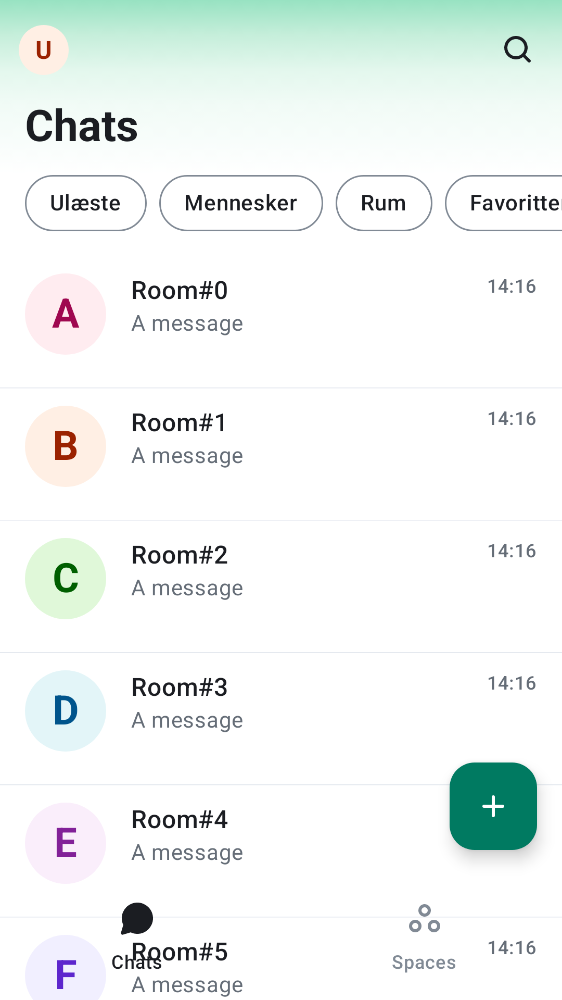 U
Chats
Ulæste Mennesker Rum Favoritter
A Room#0 14:16
A message
B Room#1 14:16
A message
C Room#2 14:16
A message
D Room#3 14:16
A message
E Room#4
A message
F Room#5 14:16
Chats Spaces
A message